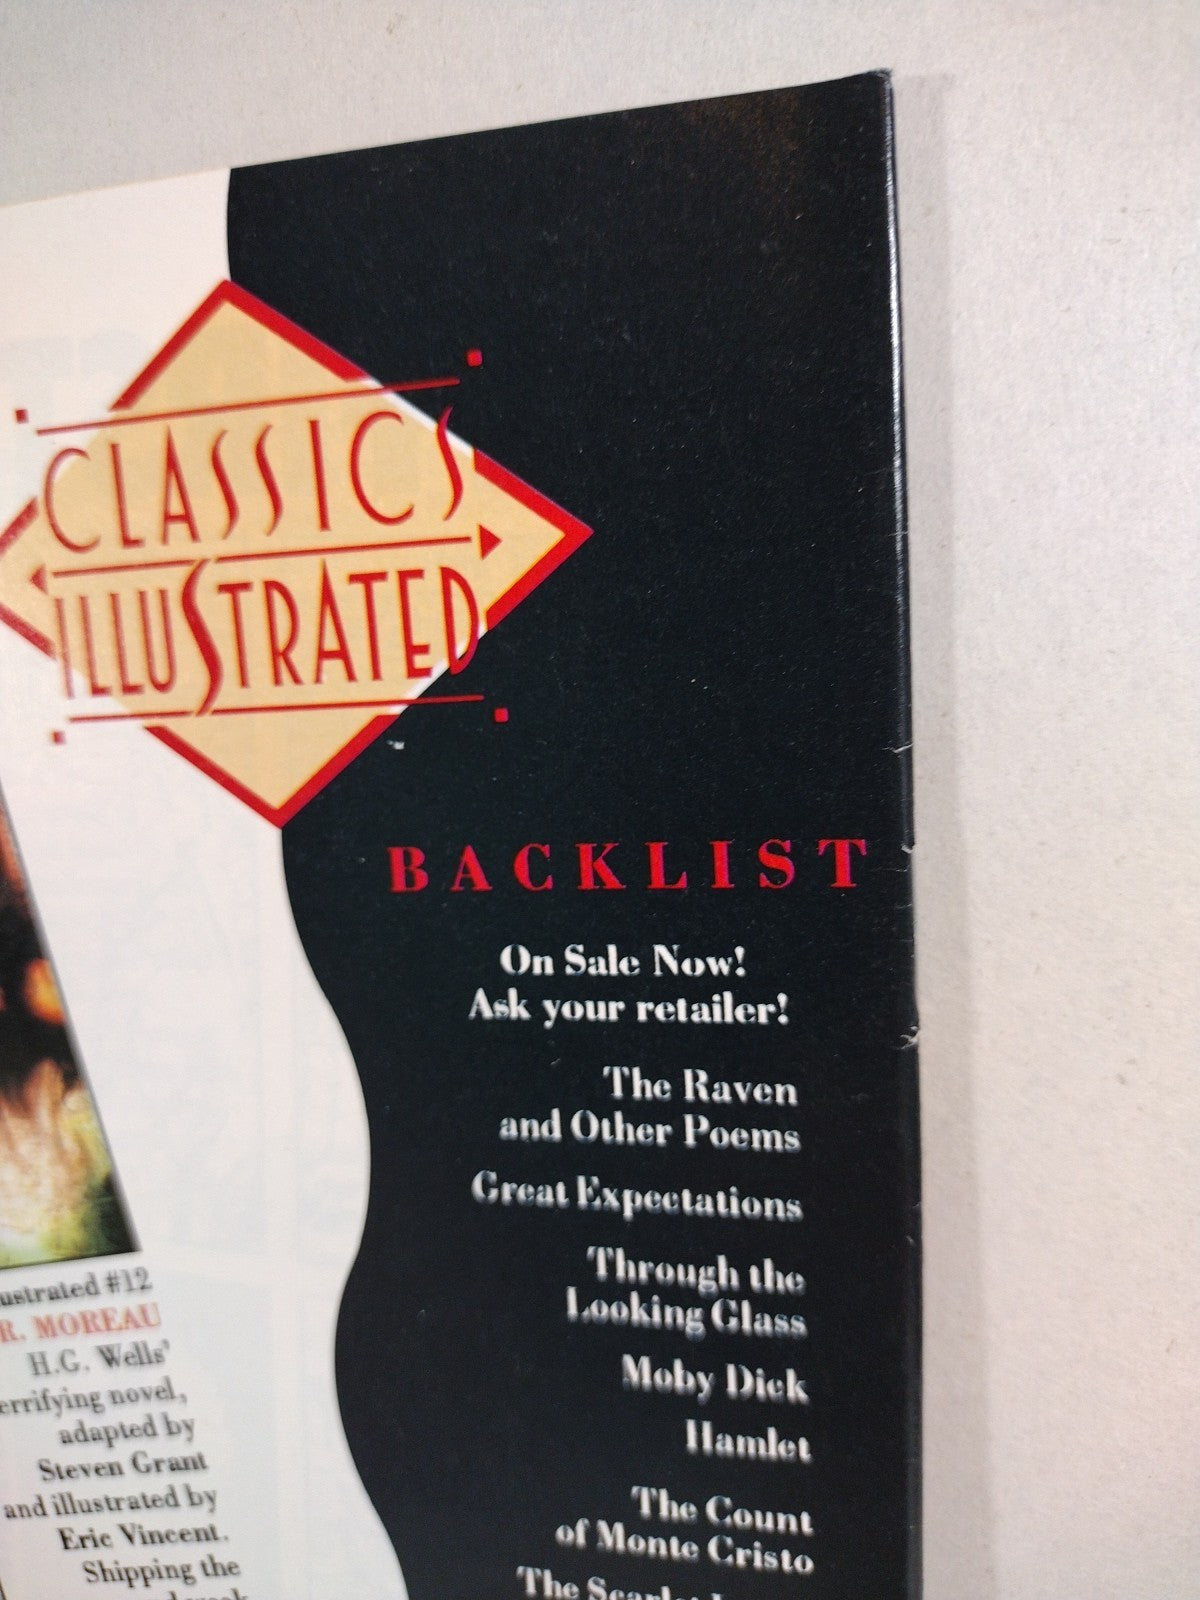 CLASSICS
ILLUSTRATED
BACKLIST
On Sale Now!
Ask your retailer!
The Raven
and Other Poems
Great Expectations
Through the
Looking Glass
Moby Dick
Hamlet
The Count
of Monte Cristo
The
ustrated #12
R. MOREAU
H.G. Wells'
errifying novel,
adapted by
Steven Grant
and illustrated by
Eric Vincent.
Shipping the